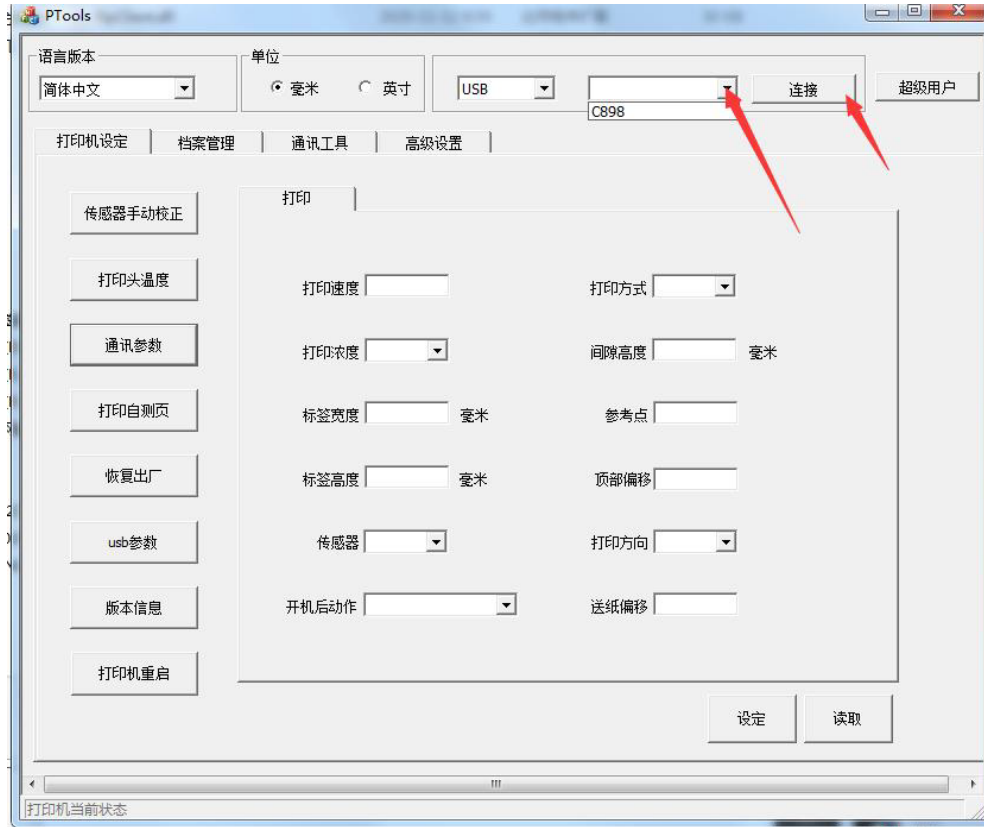 PTools
语言版本
单位
简体中文
毫米
英寸
USB
连接
超级用户
C898
打印机设定
档案管理
通讯工具
高级设置
传感器手动校正
打印
打印头温度
打印速度
打印方式
通讯参数
打印浓度
间隙高度
毫米
打印自测页
标签宽度
毫米
参考点
恢复出厂
标签高度
毫米
顶部偏移
usb参数
传感器
打印方向
版本信息
开机后动作
送纸偏移
打印机重启
设定
读取
打印机当前状态